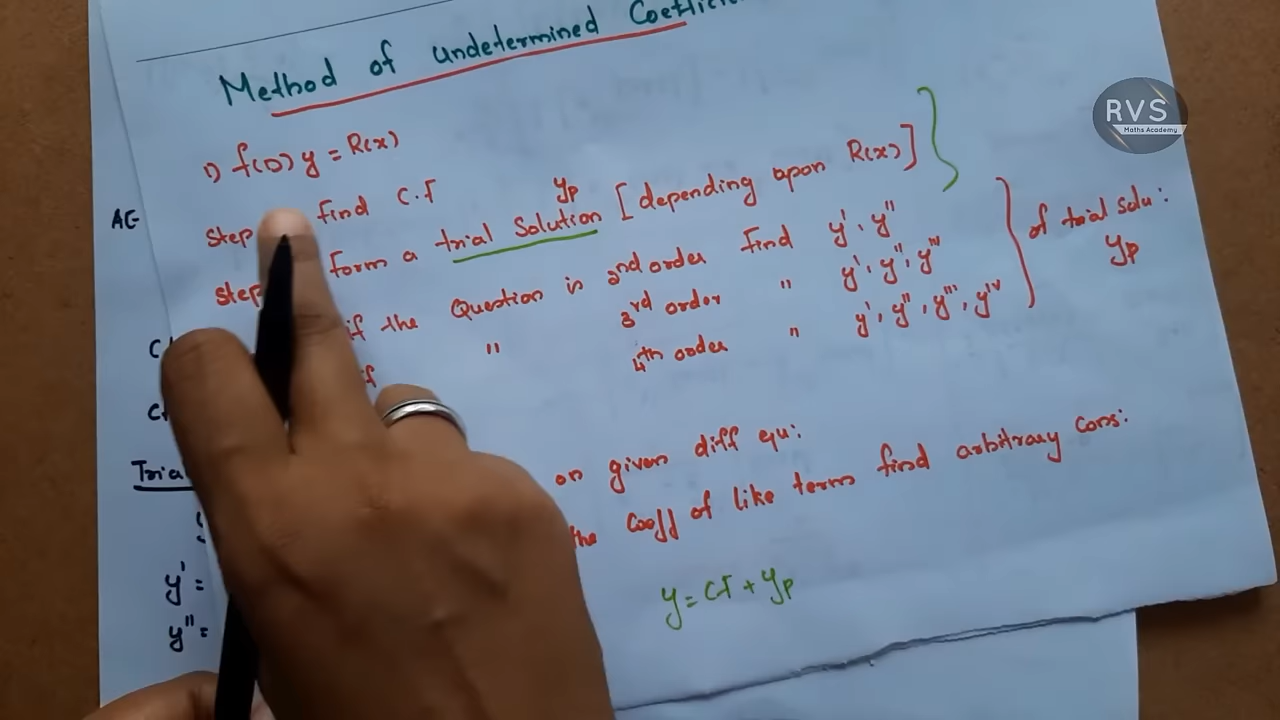 Method of undetermined
1) f(D) y = R(x)
step find C.F
step form a trial solution [depending upon R(x)]
yp
if the Question in 2nd order find y', y''
" 3rd order " y', y'', y'''
if 4th order " y', y'', y''', y'v
of trial solu:
yp
on given diff equ:
the coeff of like term find arbitrary cons:
y = CF + yp
AE
Trial
y' =
y'' =
RVS
Maths Academy